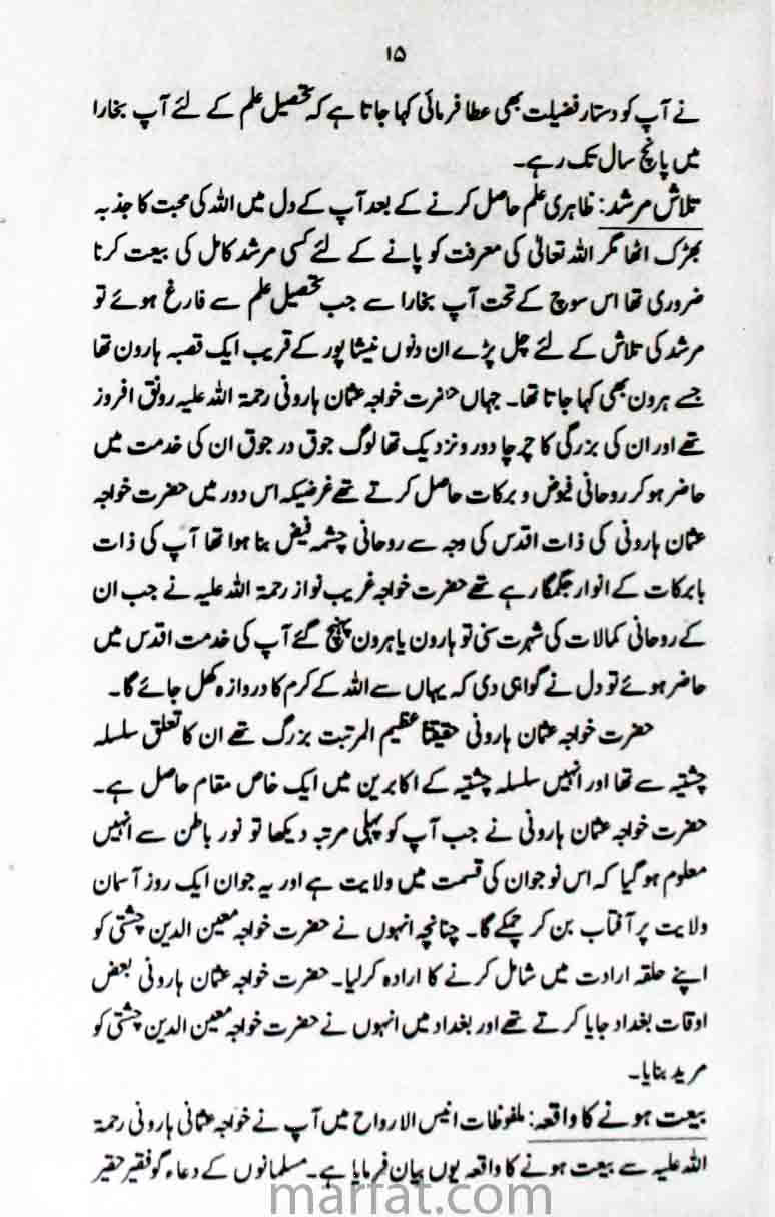 ۱۵
نے آپ کو دستار فضیلت بھی عطا فرمائی کہا جاتا ہے کہ تحصیل علم کے لئے آپ بخارا
میں پانچ سال تک رہے۔
تلاش مرشد: ظاہری علم حاصل کرنے کے بعد آپ کے دل میں اللہ کی محبت کا جذبہ
بھڑک اٹھا مگر اللہ تعالیٰ کی معرفت کو پانے کے لئے کسی مرشد کامل کی بیعت کرنا
ضروری تھا اس سوچ کے تحت آپ بخارا سے جب تحصیل علم سے فارغ ہوئے تو
مرشد کی تلاش کے لئے چل پڑے ان دنوں نیشاپور کے قریب ایک قصبہ ہارون تھا
جسے ہرون بھی کہا جاتا تھا۔ جہاں حضرت خواجہ عثمان ہارونی رحمۃ اللہ علیہ رونق افروز
تھے اور ان کی بزرگی کا چرچا دور و نزدیک تھا لوگ جوق در جوق ان کی خدمت میں
حاضر ہو کر روحانی فیوض و برکات حاصل کرتے تھے غرضیکہ اس دور میں حضرت خواجہ
عثمان ہارونی کی ذات اقدس کی وجہ سے روحانی چشمہ فیض بنا ہوا تھا آپ کی ذات
بابرکات کے انوار جگمگا رہے تھے حضرت خواجہ غریب نواز رحمۃ اللہ علیہ نے جب ان
کے روحانی کمالات کی شہرت سنی تو ہارون یا ہرون پہنچ گئے آپ کی خدمت اقدس میں
حاضر ہوئے تو دل نے گواہی دی کہ یہاں سے اللہ کے کرم کا دروازہ کھل جائے گا۔
حضرت خواجہ عثمان ہارونی حقیقتاً عظیم المرتبت بزرگ تھے ان کا تعلق سلسلہ
چشتیہ سے تھا اور انہیں سلسلہ چشتیہ کے اکابرین میں ایک خاص مقام حاصل ہے۔
حضرت خواجہ عثمان ہارونی نے جب آپ کو پہلی مرتبہ دیکھا تو نور باطن سے انہیں
معلوم ہو گیا کہ اس نوجوان کی قسمت میں ولایت ہے اور یہ جوان ایک روز آسمان
ولایت پر آفتاب بن کر چمکے گا۔ چنانچہ انہوں نے حضرت خواجہ معین الدین چشتی کو
اپنے حلقہ ارادت میں شامل کرنے کا ارادہ کرلیا۔ حضرت خواجہ عثمان ہارونی بعض
اوقات بغداد جایا کرتے تھے اور بغداد میں انہوں نے حضرت خواجہ معین الدین چشتی کو
مرید بنایا۔
بیعت ہونے کا واقعہ: ملفوظات انیس الارواح میں آپ نے خواجہ عثمانی ہارونی رحمۃ
اللہ علیہ سے بیعت ہونے کا واقعہ یوں بیان فرمایا ہے۔ مسلمانوں کے دعاء گو فقیر حقیر
marfat.com